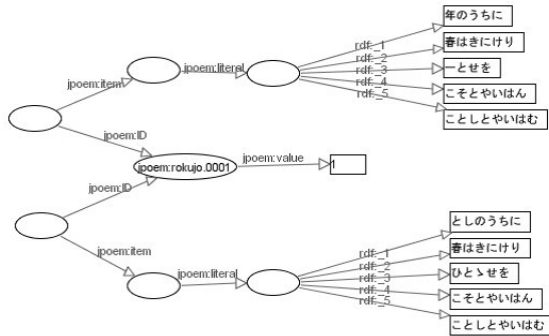 rdf:_1 年のうちに
rdf:_2 春はきにけり
jpoem:item jpoem:literal rdf:_3 一とせを
rdf:_4 こそとやいはん
rdf:_5 ことしとやいはむ
jpoem:ID
jpoem:rokujo.0001 jpoem:value 1
jpoem:ID
rdf:_1 としのうちに
rdf:_2 春はきにけり
jpoem:item jpoem:literal rdf:_3 ひとゝせを
rdf:_4 こそとやいはん
rdf:_5 ことしとやいはむ